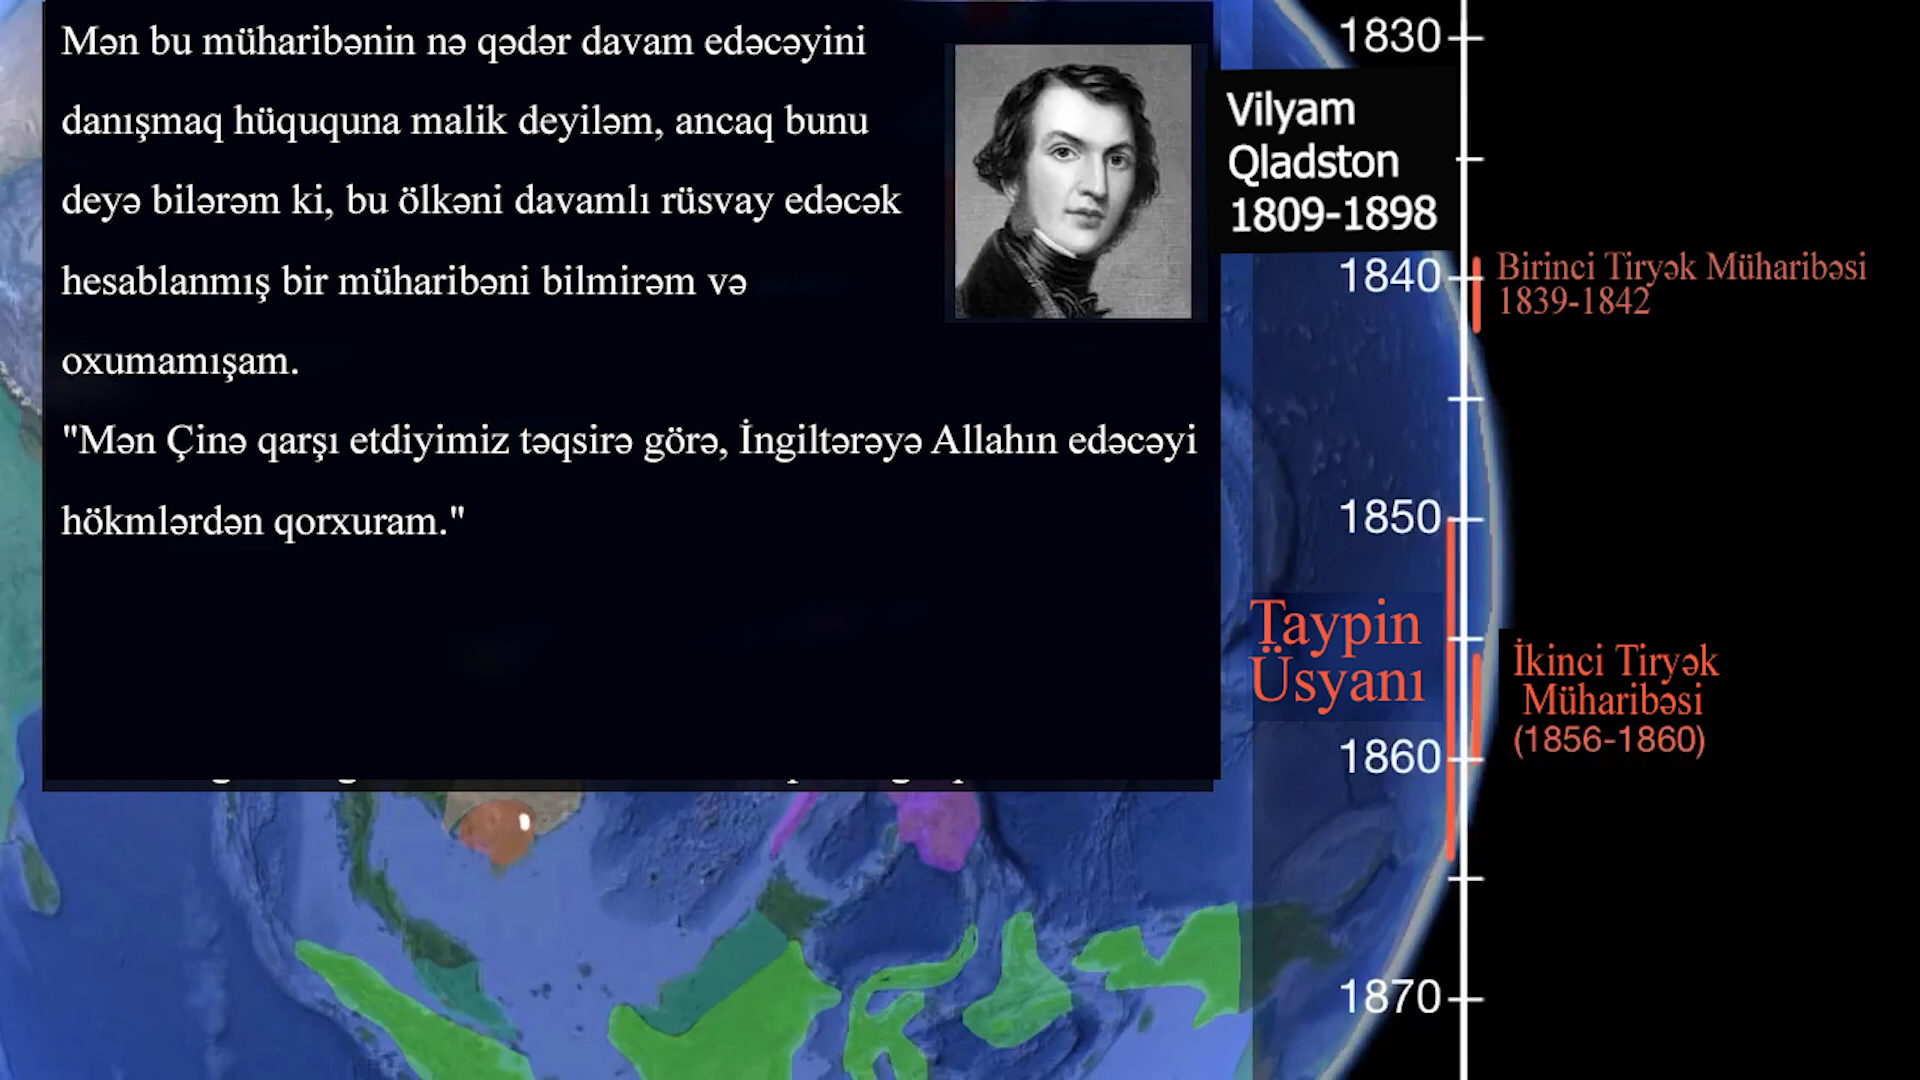 Mən bu müharibənin nə qədər davam edəcəyini
danışmaq hüququna malik deyiləm, ancaq bunu
deyə bilərəm ki, bu ölkəni davamlı rüsvay edəcək
hesablanmış bir müharibəni bilmirəm və
oxumamışam.
"Mən Çinə qarşı etdiyimiz təqsirə görə, İngiltərəyə Allahın edəcəyi
hökmlərdən qorxuram."
Vilyam
Qladston
1809-1898
1830
1840
Birinci Tiryək Müharibəsi
1839-1842
1850
Taypin
Üsyanı
İkinci Tiryək
Müharibəsi
(1856-1860)
1860
1870